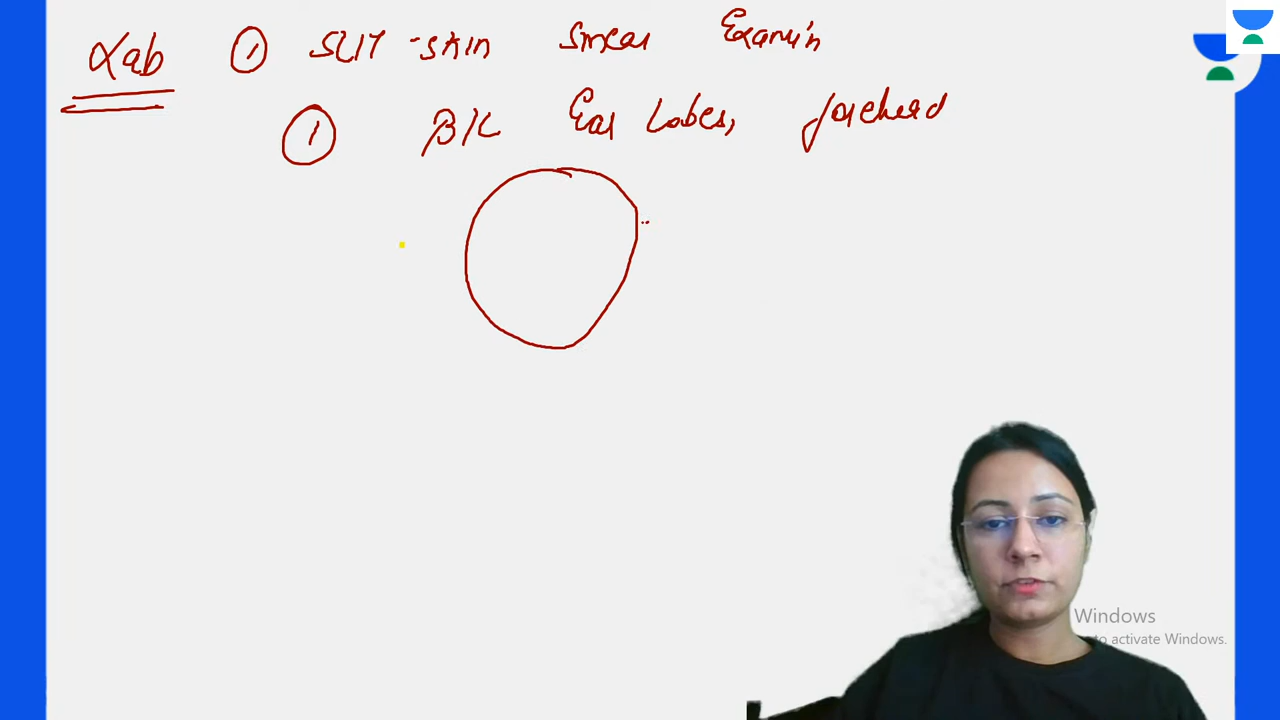 Lab ① Slit-skin Smear Examin
① B/L Ear Lobes, forehead
Windows
to activate Windows.